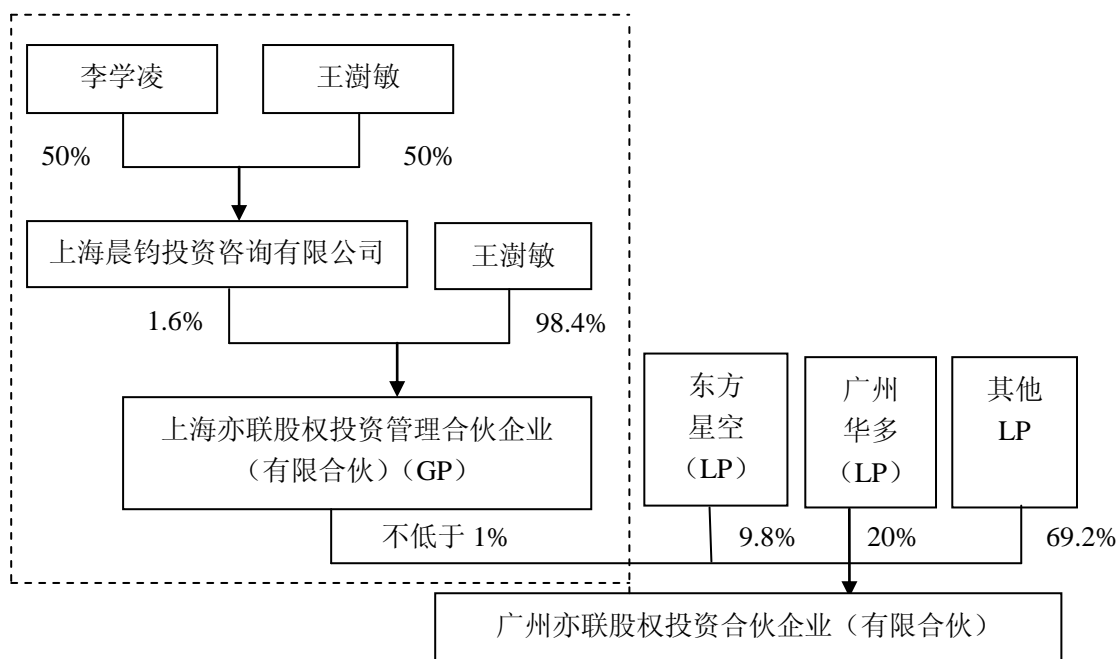 李学凌
王澍敏
50%
50%
上海晨钧投资咨询有限公司
王澍敏
1.6%
98.4%
东方
星空
（LP）
广州
华多
（LP）
其他
LP
上海亦联股权投资管理合伙企业
（有限合伙）（GP）
不低于 1%
9.8%
20%
69.2%
广州亦联股权投资合伙企业（有限合伙）